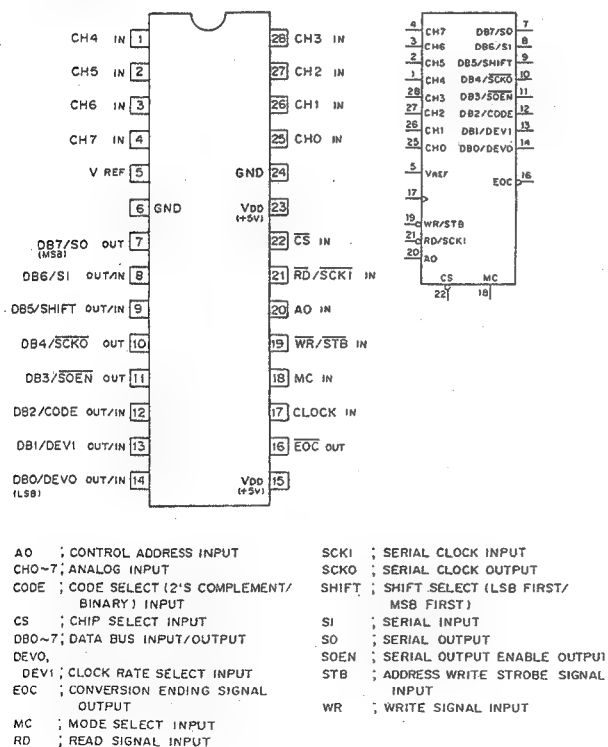 CH4 IN 1
CH5 IN 2
CH6 IN 3
CH7 IN 4
V REF 5
6 GND
DB7/SO OUT 7
(MSB)
DB6/SI OUT/IN 8
DB5/SHIFT OUT/IN 9
DB4/SCKO OUT 10
DB3/SOEN OUT 11
DB2/CODE OUT/IN 12
DB1/DEV1 OUT/IN 13
DB0/DEVO OUT/IN 14
(LSB)
28 CH3 IN
27 CH2 IN
26 CH1 IN
25 CHO IN
GND 24
VDD 23
(+5V)
22 CS IN
21 RD/SCKI IN
20 AO IN
19 WR/STB IN
18 MC IN
17 CLOCK IN
16 EOC OUT
VDD 15
(+5V)
4 CH7 DB7/SO 7
3 CH6 DB6/SI 8
2 CH5 DB5/SHIFT 9
1 CH4 DB4/SCKO 10
28 CH3 DB3/SOEN 11
27 CH2 DB2/CODE 12
26 CH1 DB1/DEV1 13
25 CHO DBO/DEVO 14
5 VREF
EOC 16
17
19 WR/STB
21 RD/SCKI
20 AO
CS MC
22 18
AO ; CONTROL ADDRESS INPUT
CHO~7; ANALOG INPUT
CODE ; CODE SELECT (2'S COMPLEMENT/
BINARY) INPUT
CS ; CHIP SELECT INPUT
DBO~7; DATA BUS INPUT/OUTPUT
DEVO,
DEV1; CLOCK RATE SELECT INPUT
EOC ; CONVERSION ENDING SIGNAL
OUTPUT
MC ; MODE SELECT INPUT
RD ; READ SIGNAL INPUT
SCKI ; SERIAL CLOCK INPUT
SCKO ; SERIAL CLOCK OUTPUT
SHIFT ; SHIFT SELECT (LSB FIRST/
MSB FIRST)
SI ; SERIAL INPUT
SO ; SERIAL OUTPUT
SOEN ; SERIAL OUTPUT ENABLE OUTPUT
STB ; ADDRESS WRITE STROBE SIGNAL
INPUT
WR ; WRITE SIGNAL INPUT